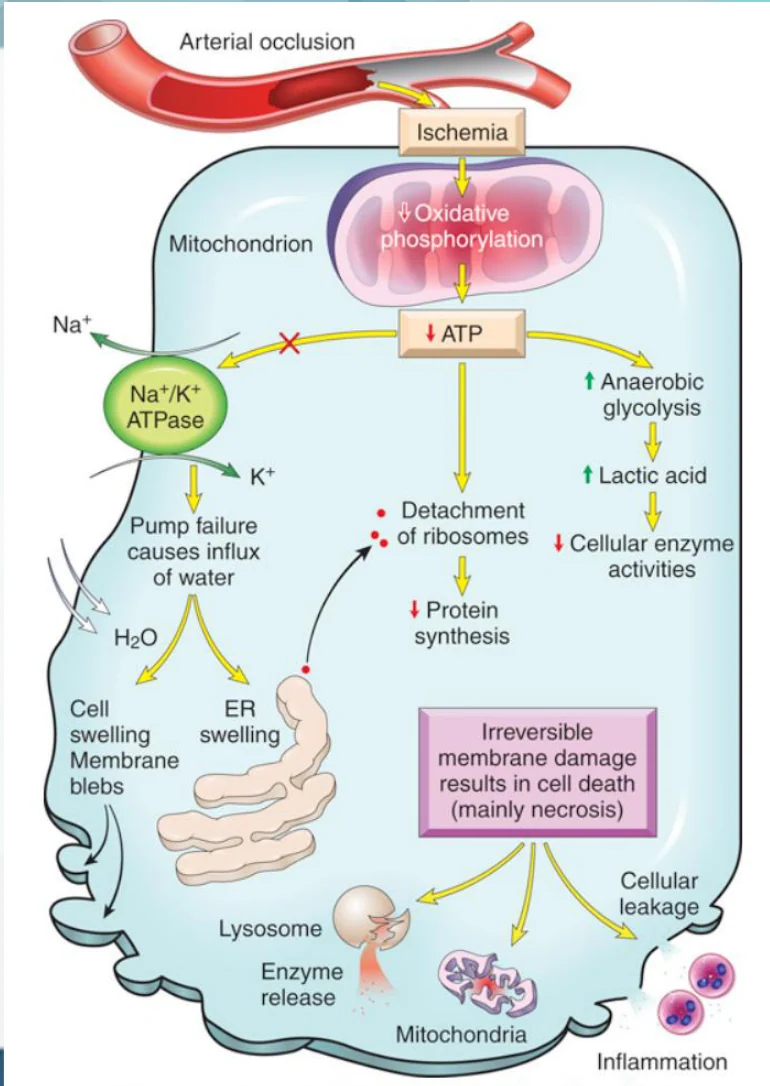 Arterial occlusion
Ischemia
⇩ Oxidative
phosphorylation
Mitochondrion
↓ ATP
Na⁺
Na⁺/K⁺
ATPase
K⁺
↑ Anaerobic
glycolysis
↑ Lactic acid
↓ Cellular enzyme
activities
Detachment
of ribosomes
↓ Protein
synthesis
Pump failure
causes influx
of water
H₂O
Cell
swelling
Membrane
blebs
ER
swelling
Irreversible
membrane damage
results in cell death
(mainly necrosis)
Lysosome
Enzyme
release
Mitochondria
Cellular
leakage
Inflammation